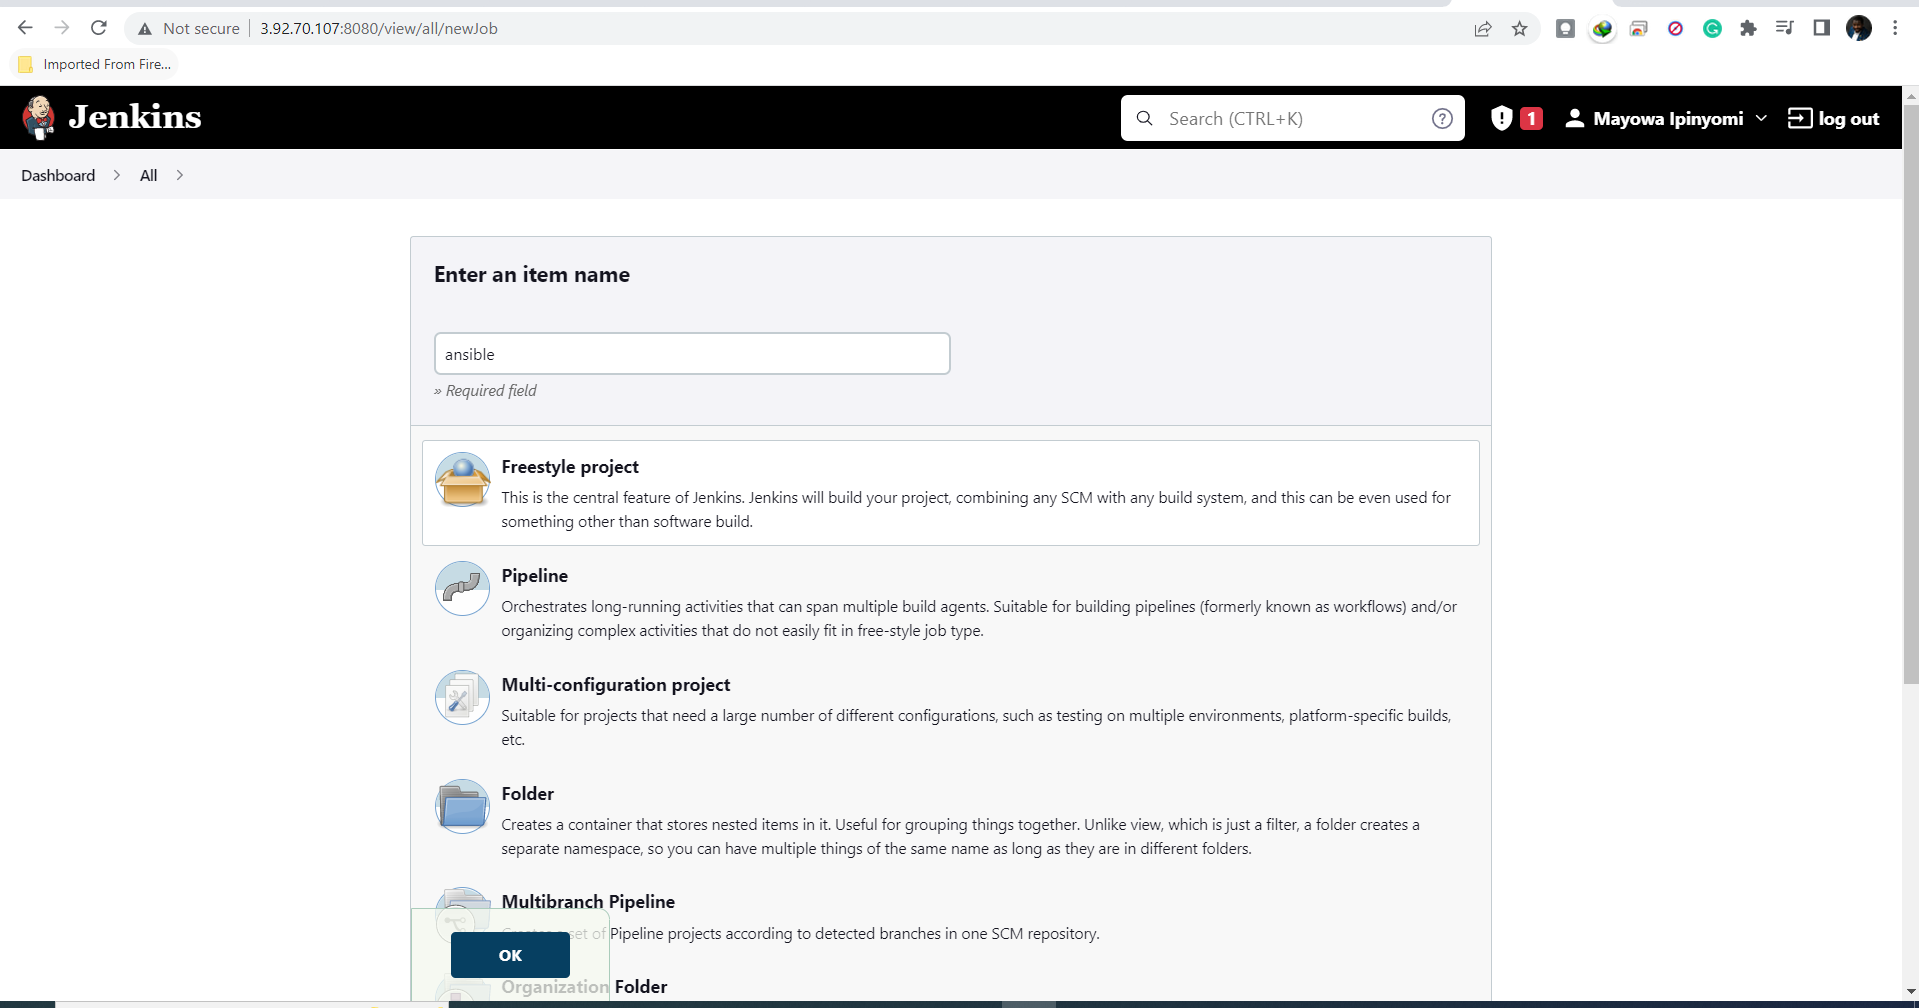 Not secure
3.92.70.107:8080/view/all/newJob
Imported From Fire...
Jenkins
Search (CTRL+K)
1
Mayowa Ipinyomi
log out
Dashboard
All
Enter an item name
ansible
» Required field
Freestyle project
This is the central feature of Jenkins. Jenkins will build your project, combining any SCM with any build system, and this can be even used for
something other than software build.
Pipeline
Orchestrates long-running activities that can span multiple build agents. Suitable for building pipelines (formerly known as workflows) and/or
organizing complex activities that do not easily fit in free-style job type.
Multi-configuration project
Suitable for projects that need a large number of different configurations, such as testing on multiple environments, platform-specific builds,
etc.
Folder
Creates a container that stores nested items in it. Useful for grouping things together. Unlike view, which is just a filter, a folder creates a
separate namespace, so you can have multiple things of the same name as long as they are in different folders.
Multibranch Pipeline
Creates a set of Pipeline projects according to detected branches in one SCM repository.
OK
Organization Folder